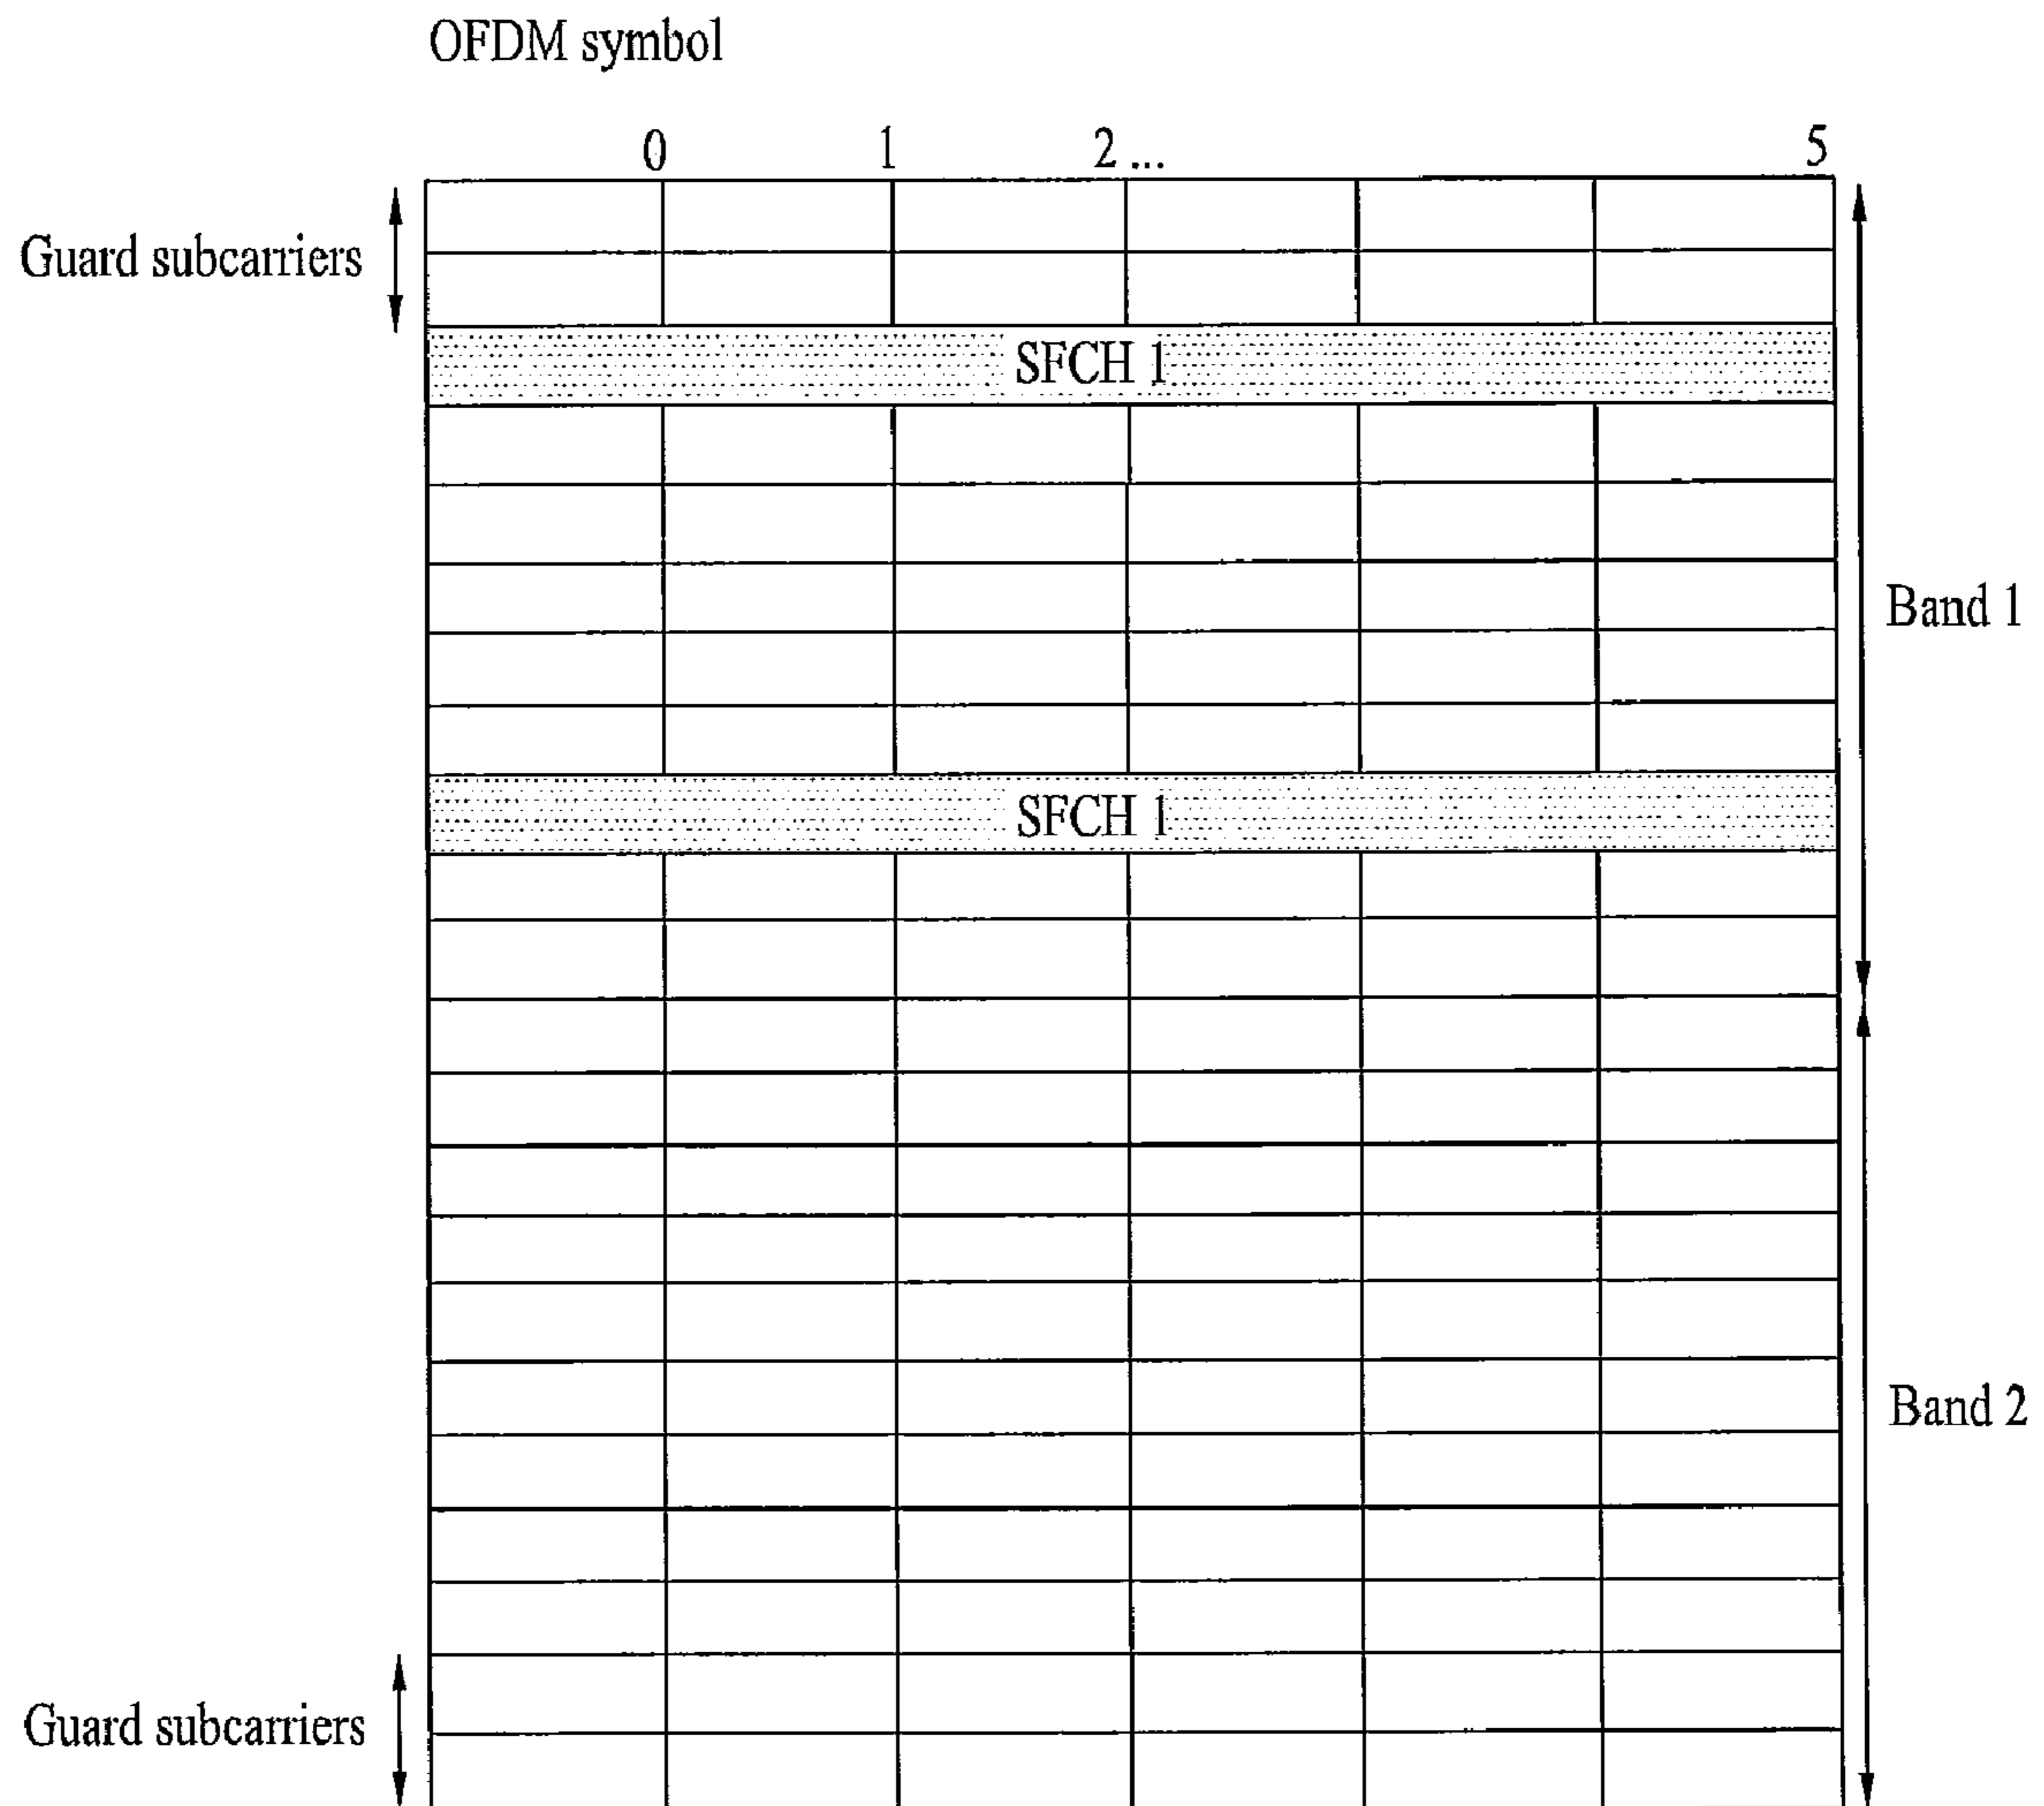 OFDM symbol
0 1 2 ... 5
Guard subcarriers
SFCH 1
Band 1
SFCH 1
Band 2
Guard subcarriers